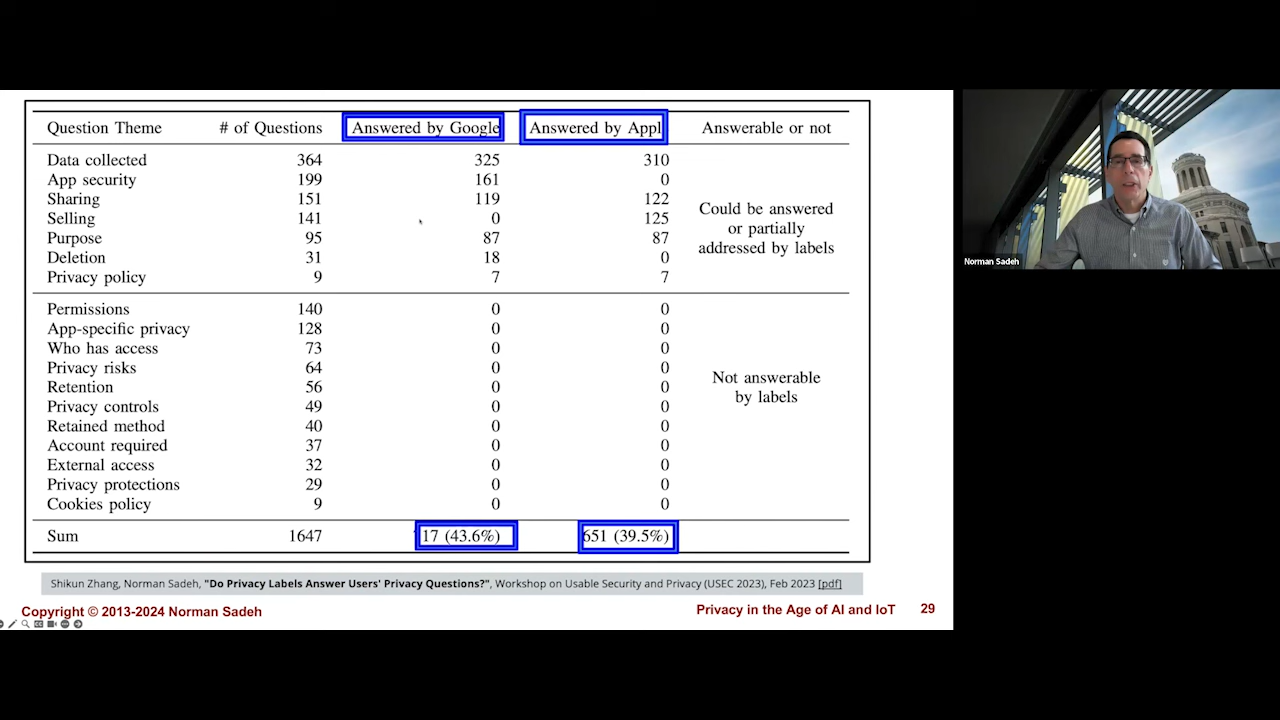 Question Theme # of Questions Answered by Google Answered by Appl Answerable or not
Data collected 364 325 310
App security 199 161 0
Sharing 151 119 122
Selling 141 0 125
Purpose 95 87 87
Deletion 31 18 0
Privacy policy 9 7 7
Could be answered
or partially
addressed by labels
Permissions 140 0 0
App-specific privacy 128 0 0
Who has access 73 0 0
Privacy risks 64 0 0
Retention 56 0 0
Privacy controls 49 0 0
Retained method 40 0 0
Account required 37 0 0
External access 32 0 0
Privacy protections 29 0 0
Cookies policy 9 0 0
Not answerable
by labels
Sum 1647 17 (43.6%) 651 (39.5%)
Shikun Zhang, Norman Sadeh, "Do Privacy Labels Answer Users' Privacy Questions?", Workshop on Usable Security and Privacy (USEC 2023), Feb 2023 [pdf]
Copyright © 2013-2024 Norman Sadeh Privacy in the Age of AI and IoT 29
Norman Sadeh